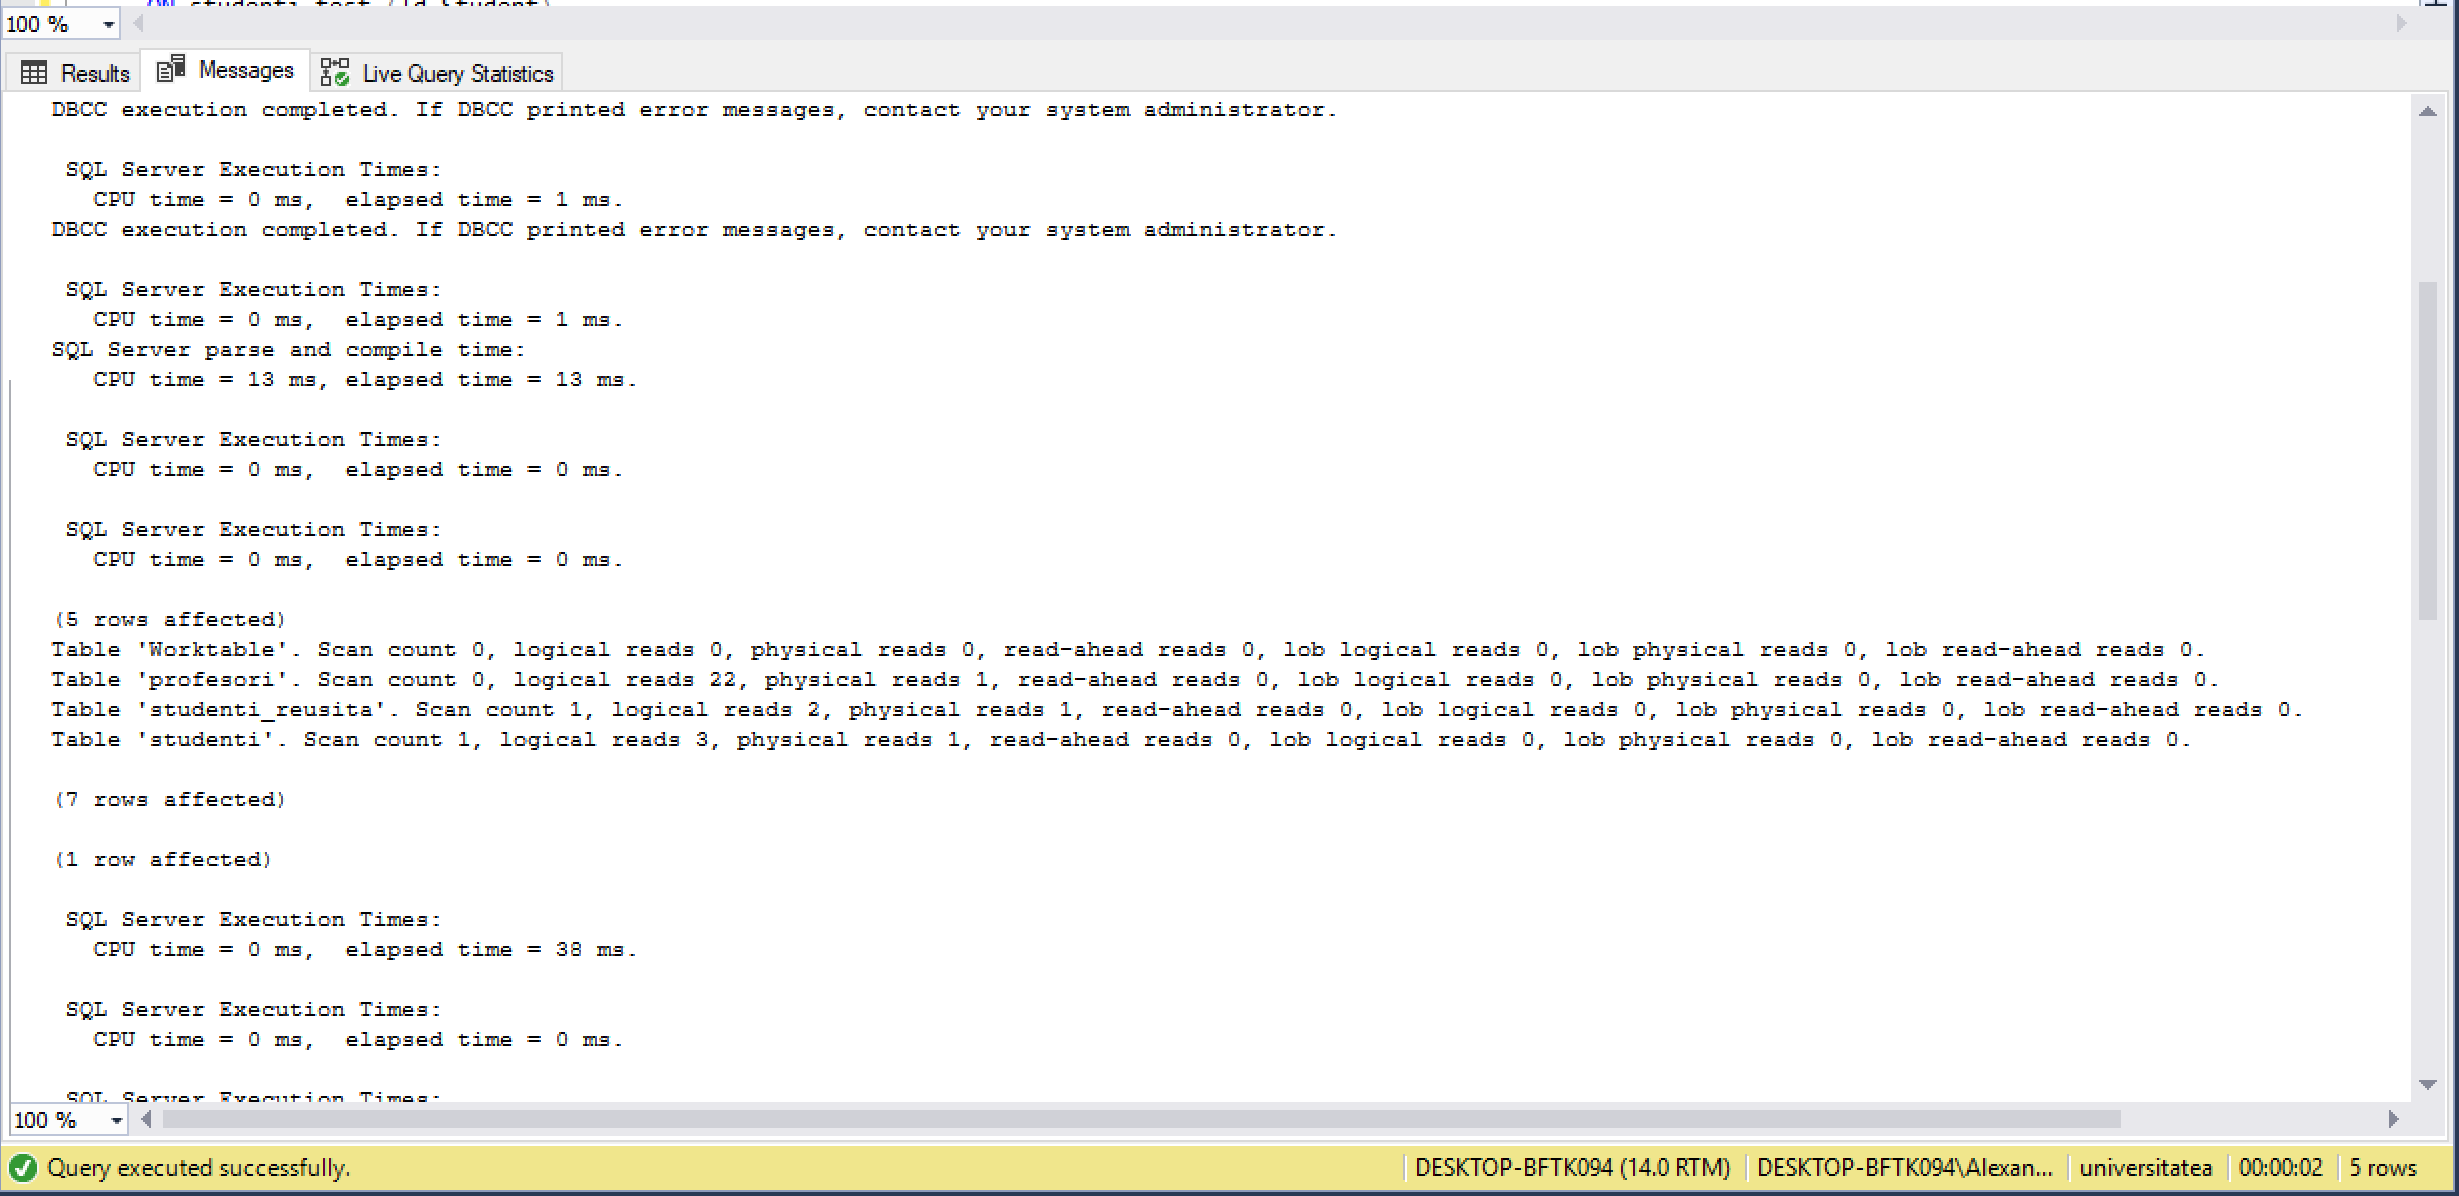 ON studenti_test (Id_Student)
100 %
Results Messages Live Query Statistics
DBCC execution completed. If DBCC printed error messages, contact your system administrator.
SQL Server Execution Times:
CPU time = 0 ms, elapsed time = 1 ms.
DBCC execution completed. If DBCC printed error messages, contact your system administrator.
SQL Server Execution Times:
CPU time = 0 ms, elapsed time = 1 ms.
SQL Server parse and compile time:
CPU time = 13 ms, elapsed time = 13 ms.
SQL Server Execution Times:
CPU time = 0 ms, elapsed time = 0 ms.
SQL Server Execution Times:
CPU time = 0 ms, elapsed time = 0 ms.
(5 rows affected)
Table 'Worktable'. Scan count 0, logical reads 0, physical reads 0, read-ahead reads 0, lob logical reads 0, lob physical reads 0, lob read-ahead reads 0.
Table 'profesori'. Scan count 0, logical reads 22, physical reads 1, read-ahead reads 0, lob logical reads 0, lob physical reads 0, lob read-ahead reads 0.
Table 'studenti_reusita'. Scan count 1, logical reads 2, physical reads 1, read-ahead reads 0, lob logical reads 0, lob physical reads 0, lob read-ahead reads 0.
Table 'studenti'. Scan count 1, logical reads 3, physical reads 1, read-ahead reads 0, lob logical reads 0, lob physical reads 0, lob read-ahead reads 0.
(7 rows affected)
(1 row affected)
SQL Server Execution Times:
CPU time = 0 ms, elapsed time = 38 ms.
SQL Server Execution Times:
CPU time = 0 ms, elapsed time = 0 ms.
SQL Server Execution Times:
100 %
Query executed successfully. DESKTOP-BFTK094 (14.0 RTM) DESKTOP-BFTK094\Alexan... universitatea 00:00:02 5 rows